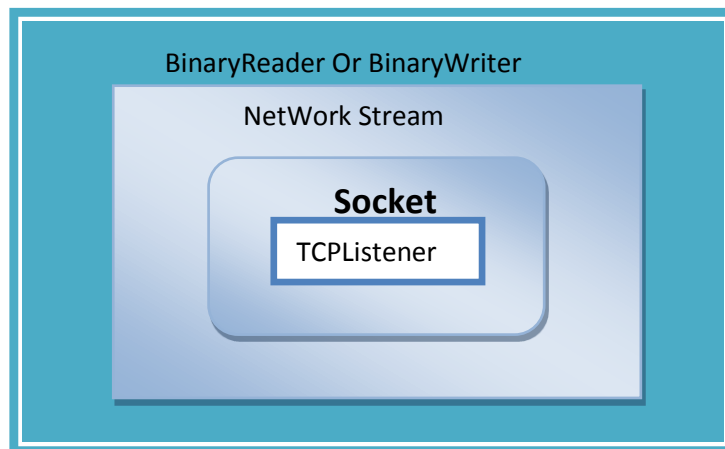 BinaryReader Or BinaryWriter
NetWork Stream
Socket
TCPListener